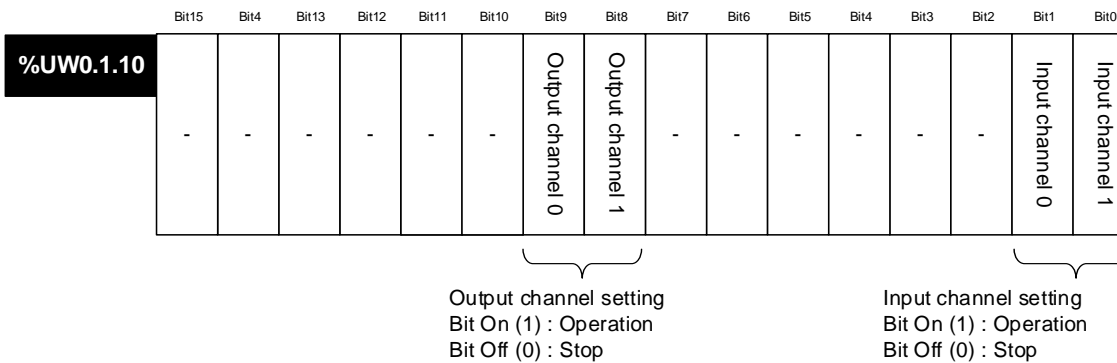 Bit15 Bit4 Bit13 Bit12 Bit11 Bit10 Bit9 Bit8 Bit7 Bit6 Bit5 Bit4 Bit3 Bit2 Bit1 Bit0
%UW0.1.10
- - - - - - Output channel 0 Output channel 1 - - - - - - Input channel 0 Input channel 1
Output channel setting
Bit On (1) : Operation
Bit Off (0) : Stop
Input channel setting
Bit On (1) : Operation
Bit Off (0) : Stop